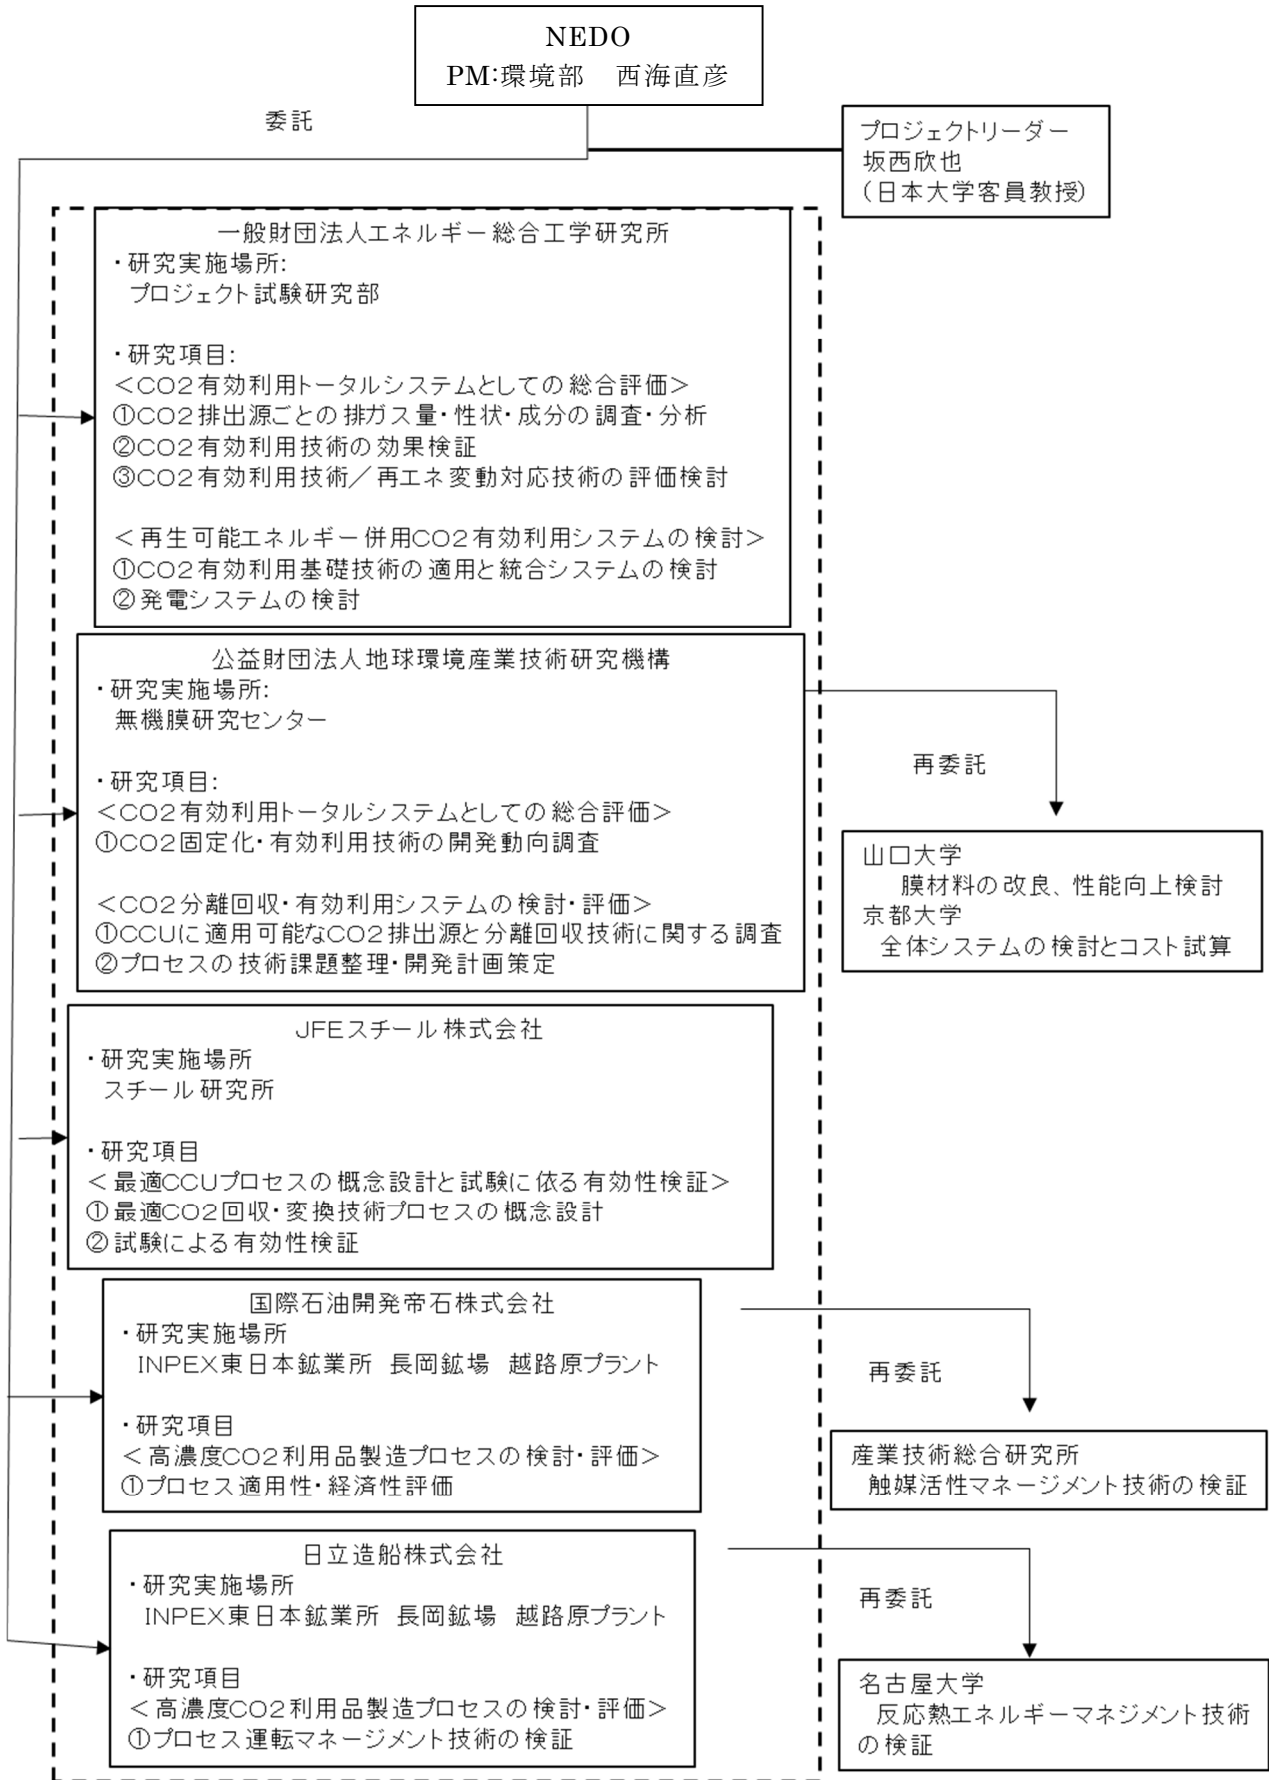 NEDO
PM:環境部 西海直彦
委託
プロジェクトリーダー
坂西欣也
(日本大学客員教授)
一般財団法人エネルギー総合工学研究所
・研究実施場所:
プロジェクト試験研究部
・研究項目:
<CO2有効利用トータルシステムとしての総合評価>
①CO2排出源ごとの排ガス量・性状・成分の調査・分析
②CO2有効利用技術の効果検証
③CO2有効利用技術／再エネ変動対応技術の評価検討
<再生可能エネルギー併用CO2有効利用システムの検討>
①CO2有効利用基礎技術の適用と統合システムの検討
②発電システムの検討
公益財団法人地球環境産業技術研究機構
・研究実施場所:
無機膜研究センター
・研究項目:
<CO2有効利用トータルシステムとしての総合評価>
①CO2固定化・有効利用技術の開発動向調査
<CO2分離回収・有効利用システムの検討・評価>
①CCUに適用可能なCO2排出源と分離回収技術に関する調査
②プロセスの技術課題整理・開発計画策定
再委託
山口大学
膜材料の改良、性能向上検討
京都大学
全体システムの検討とコスト試算
JFEスチール株式会社
・研究実施場所
スチール研究所
・研究項目
<最適CCUプロセスの概念設計と試験に依る有効性検証>
①最適CO2回収・変換技術プロセスの概念設計
②試験による有効性検証
国際石油開発帝石株式会社
・研究実施場所
INPEX東日本鉱業所 長岡鉱場 越路原プラント
・研究項目
<高濃度CO2利用品製造プロセスの検討・評価>
①プロセス適用性・経済性評価
再委託
産業技術総合研究所
触媒活性マネージメント技術の検証
日立造船株式会社
・研究実施場所
INPEX東日本鉱業所 長岡鉱場 越路原プラント
・研究項目
<高濃度CO2利用品製造プロセスの検討・評価>
①プロセス運転マネージメント技術の検証
再委託
名古屋大学
反応熱エネルギーマネジメント技術
の検証